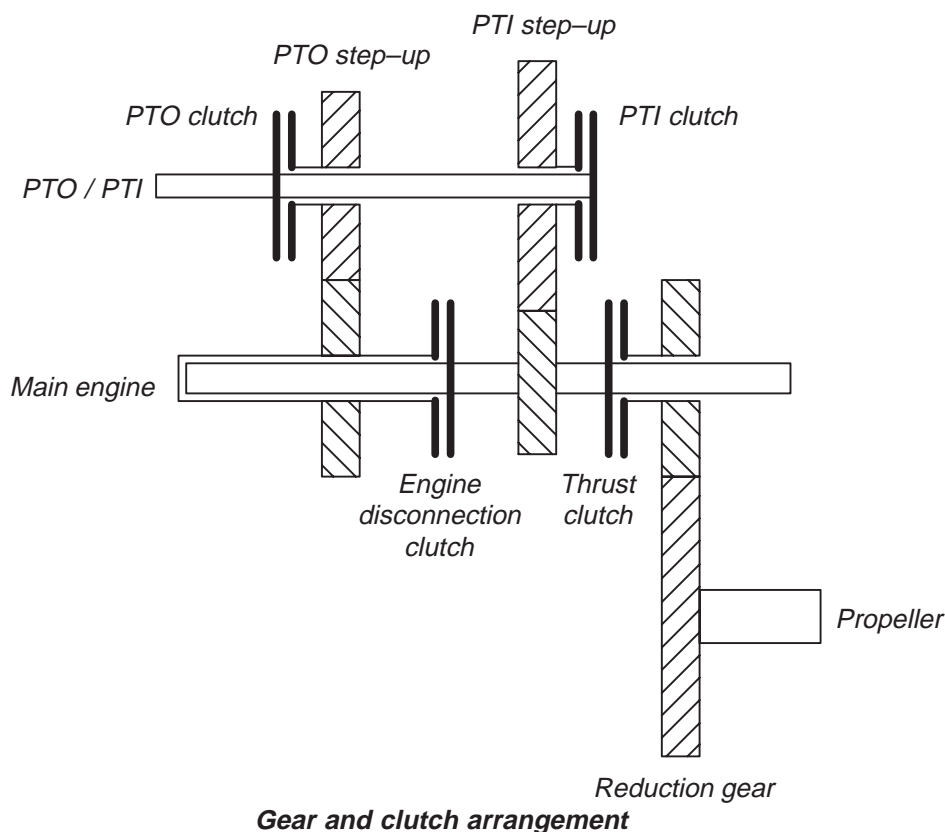 PTI step–up
PTO step–up
PTO clutch
PTI clutch
PTO / PTI
Main engine
Engine
disconnection
clutch
Thrust
clutch
Propeller
Reduction gear
Gear and clutch arrangement